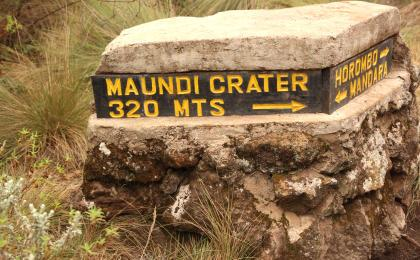 MAUNDI CRATER
320 MTS →
HOROMBO →
← MANDARA